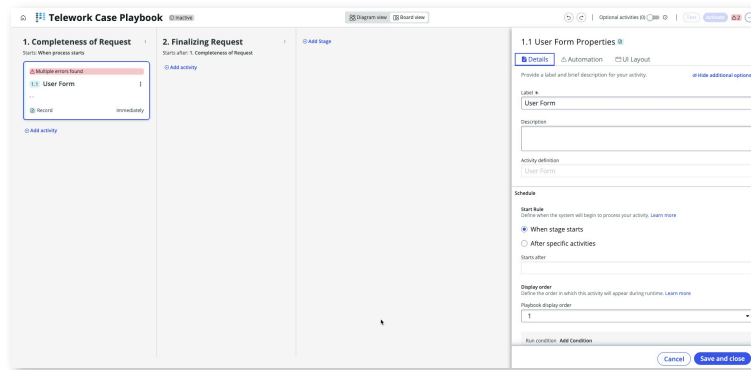 Telework Case Playbook
Inactive
Diagram view
Board view
Optional activities (0)
Test
Activate
2
1. Completeness of Request
Starts: When process starts
Multiple errors found
1.1 User Form
--
Record
Immediately
Add activity
2. Finalizing Request
Starts after: 1. Completeness of Request
Add activity
Add Stage
1.1 User Form Properties
Details
Automation
UI Layout
Provide a label and brief description for your activity.
Hide additional options
Label
User Form
Description
Activity definition
User Form
Schedule
Start Rule
Define when the system will begin to process your activity. Learn more
When stage starts
After specific activities
Starts after
Display order
Define the order in which this activity will appear during runtime. Learn more
Playbook display order
1
Run condition Add Condition
Cancel
Save and close